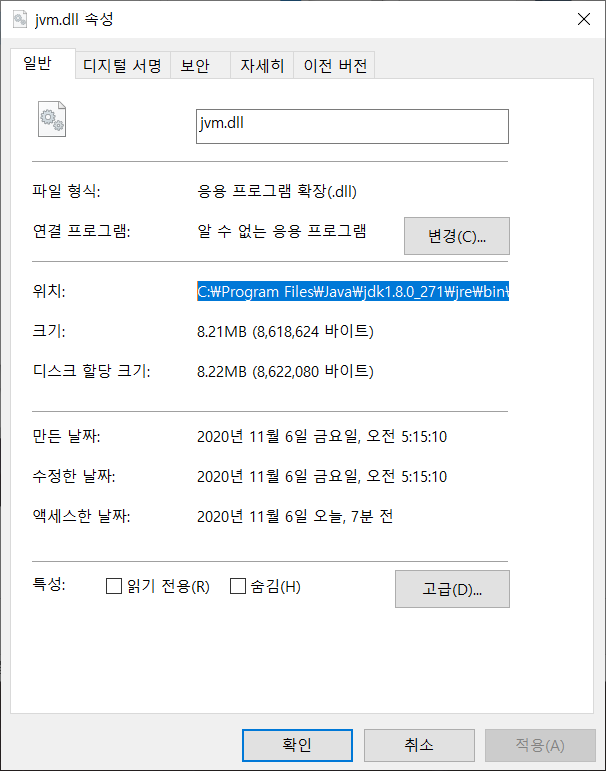 jvm.dll 속성
일반 디지털 서명 보안 자세히 이전 버전
jvm.dll
파일 형식: 응용 프로그램 확장(.dll)
연결 프로그램: 알 수 없는 응용 프로그램 변경(C)...
위치: C:₩Program Files₩Java₩jdk1.8.0_271₩jre₩bin₩
크기: 8.21MB (8,618,624 바이트)
디스크 할당 크기: 8.22MB (8,622,080 바이트)
만든 날짜: 2020년 11월 6일 금요일, 오전 5:15:10
수정한 날짜: 2020년 11월 6일 금요일, 오전 5:15:10
액세스한 날짜: 2020년 11월 6일 오늘, 7분 전
특성: 읽기 전용(R) 숨김(H) 고급(D)...
확인 취소 적용(A)